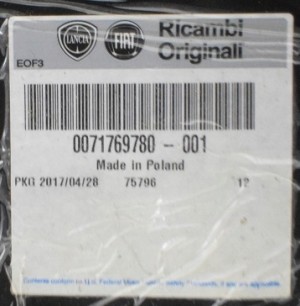 LANCIA FIAT Ricambi
Originali
EOF3
0071769780 - 001
Made in Poland
PKG 2017/04/28 75796 12